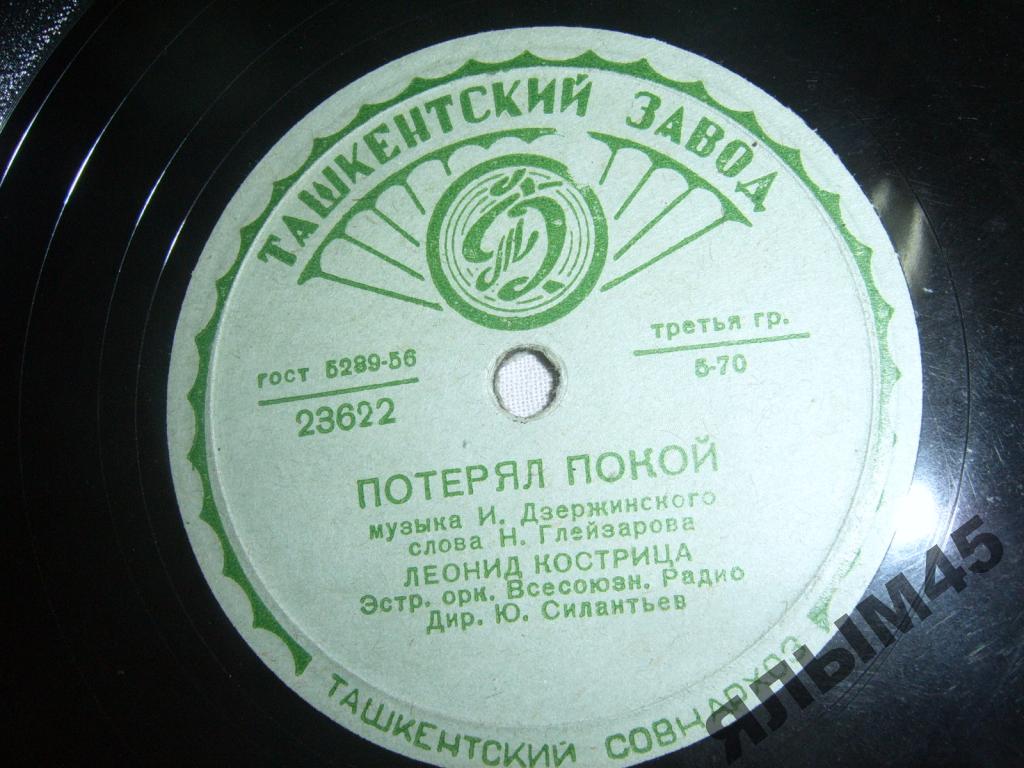 ТАШКЕНТСКИЙ ЗАВОД
гост 5289-56
23622
третья гр.
5-70
ПОТЕРЯЛ ПОКОЙ
музыка И. Дзержинского
слова Н. Глейзарова
ЛЕОНИД КОСТРИЦА
Эстр. орк. Всесоюзн. Радио
Дир. Ю. Силантьев
ТАШКЕНТСКИЙ СОВНАРХОЗ
ЯЛЫМ45